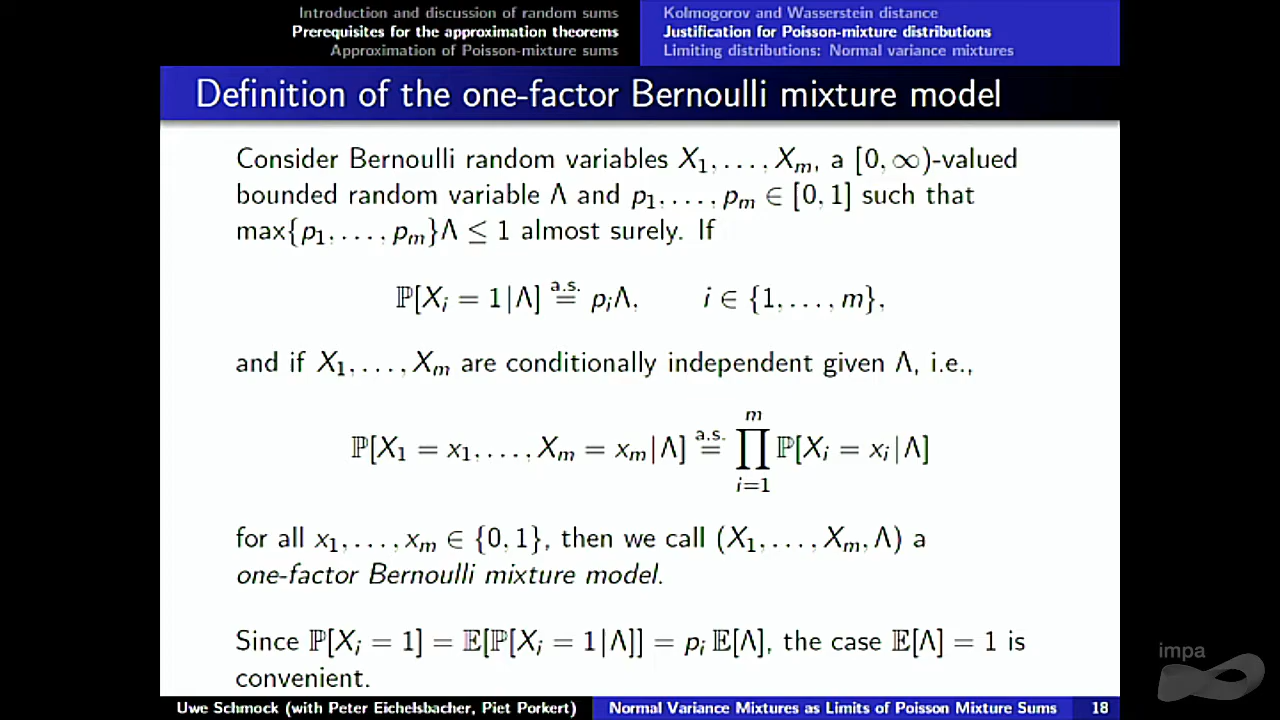 Introduction and discussion of random sums
Prerequisites for the approximation theorems
Approximation of Poisson-mixture sums
Kolmogorov and Wasserstein distance
Justification for Poisson-mixture distributions
Limiting distributions: Normal variance mixtures
Definition of the one-factor Bernoulli mixture model
Consider Bernoulli random variables X₁, . . . , Xₘ, a [0, ∞)-valued
bounded random variable Λ and p₁, . . . , pₘ ∈ [0, 1] such that
max{p₁, . . . , pₘ}Λ ≤ 1 almost surely. If
ℙ[Xᵢ = 1|Λ] a.s.= pᵢΛ, i ∈ {1, . . . , m},
and if X₁, . . . , Xₘ are conditionally independent given Λ, i.e.,
ℙ[X₁ = x₁, . . . , Xₘ = xₘ|Λ] a.s.= ∏ᵢ₌₁ᵐ ℙ[Xᵢ = xᵢ|Λ]
for all x₁, . . . , xₘ ∈ {0, 1}, then we call (X₁, . . . , Xₘ, Λ) a
one-factor Bernoulli mixture model.
Since ℙ[Xᵢ = 1] = 𝔼[ℙ[Xᵢ = 1|Λ]] = pᵢ 𝔼[Λ], the case 𝔼[Λ] = 1 is
convenient.
impa
Uwe Schmock (with Peter Eichelsbacher, Piet Porkert)
Normal Variance Mixtures as Limits of Poisson Mixture Sums
18